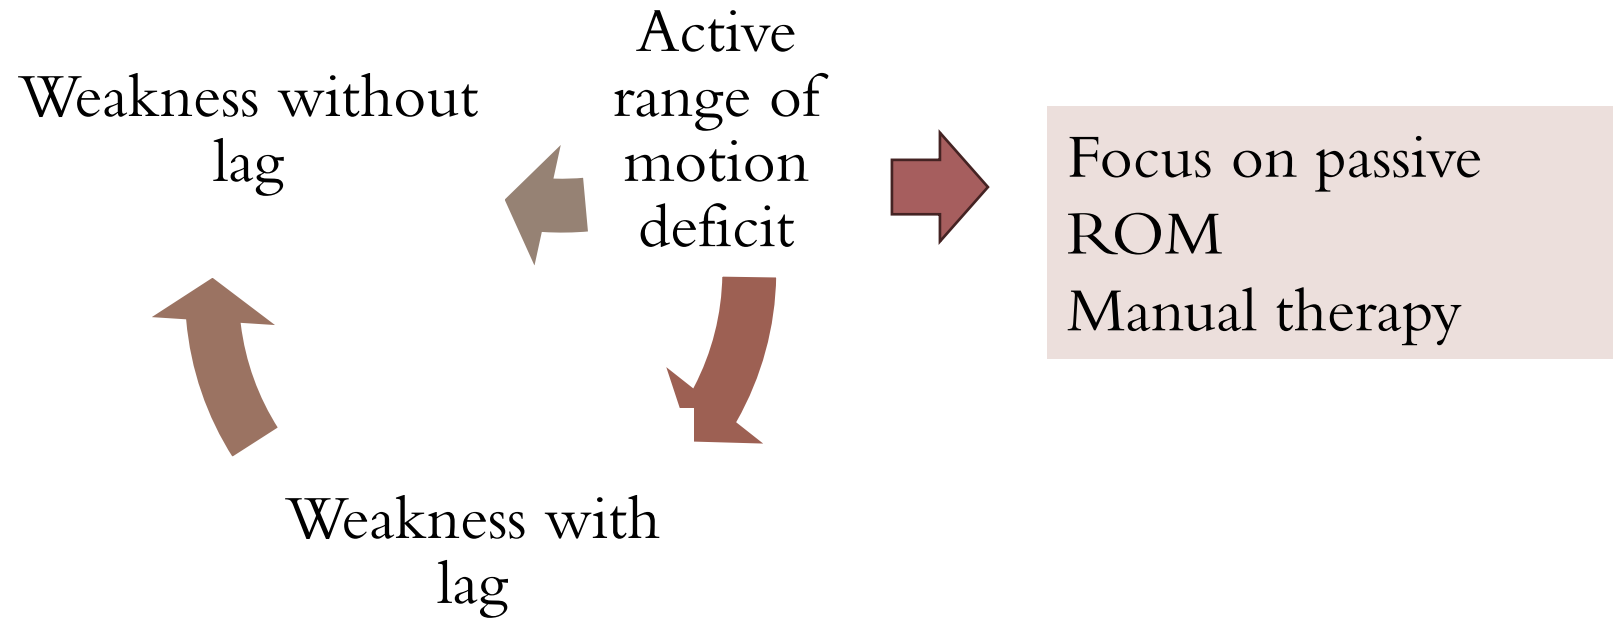 Active
range of
motion
deficit
Weakness without
lag
Weakness with
lag
Focus on passive
ROM
Manual therapy